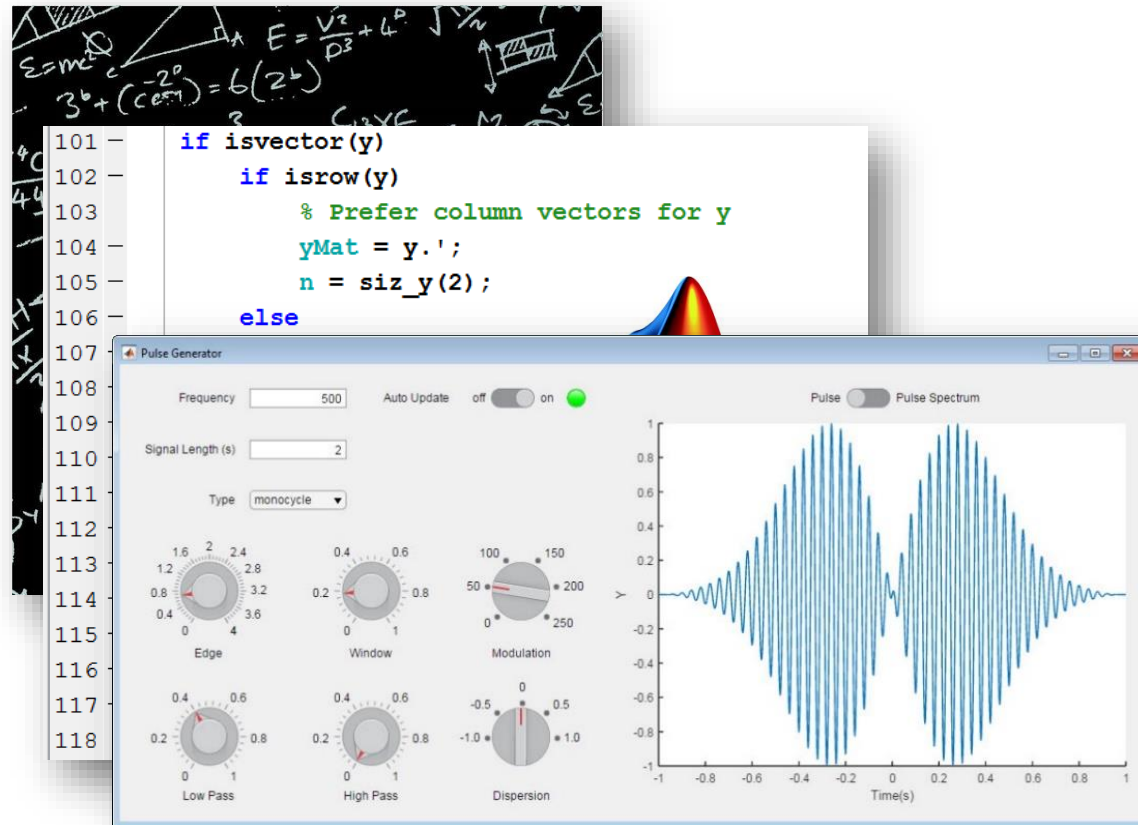 E = V²/D³ + 4ᴰ
Σ=mc²
A
C
3⁶+( ) = 6(2⁶)
101 if isvector(y)
102 if isrow(y)
103 % Prefer column vectors for y
104 yMat = y.';
105 n = siz_y(2);
106 else
107
108
109
110
111
112
113
114
115
116
117
118
Pulse Generator
Frequency 500 Auto Update off on
Signal Length (s) 2
Type monocycle
0 0.4 0.8 1.2 1.6 2 2.4 2.8 3.2 3.6 4
Edge
0 0.2 0.4 0.6 0.8 1
Window
0 50 100 150 200 250
Modulation
0 0.2 0.4 0.6 0.8 1
Low Pass
0 0.2 0.4 0.6 0.8 1
High Pass
-1.0 -0.5 0 0.5 1.0
Dispersion
Pulse Pulse Spectrum
1
0.8
0.6
0.4
0.2
0
-0.2
-0.4
-0.6
-0.8
-1
Y
-1 -0.8 -0.6 -0.4 -0.2 0 0.2 0.4 0.6 0.8 1
Time(s)